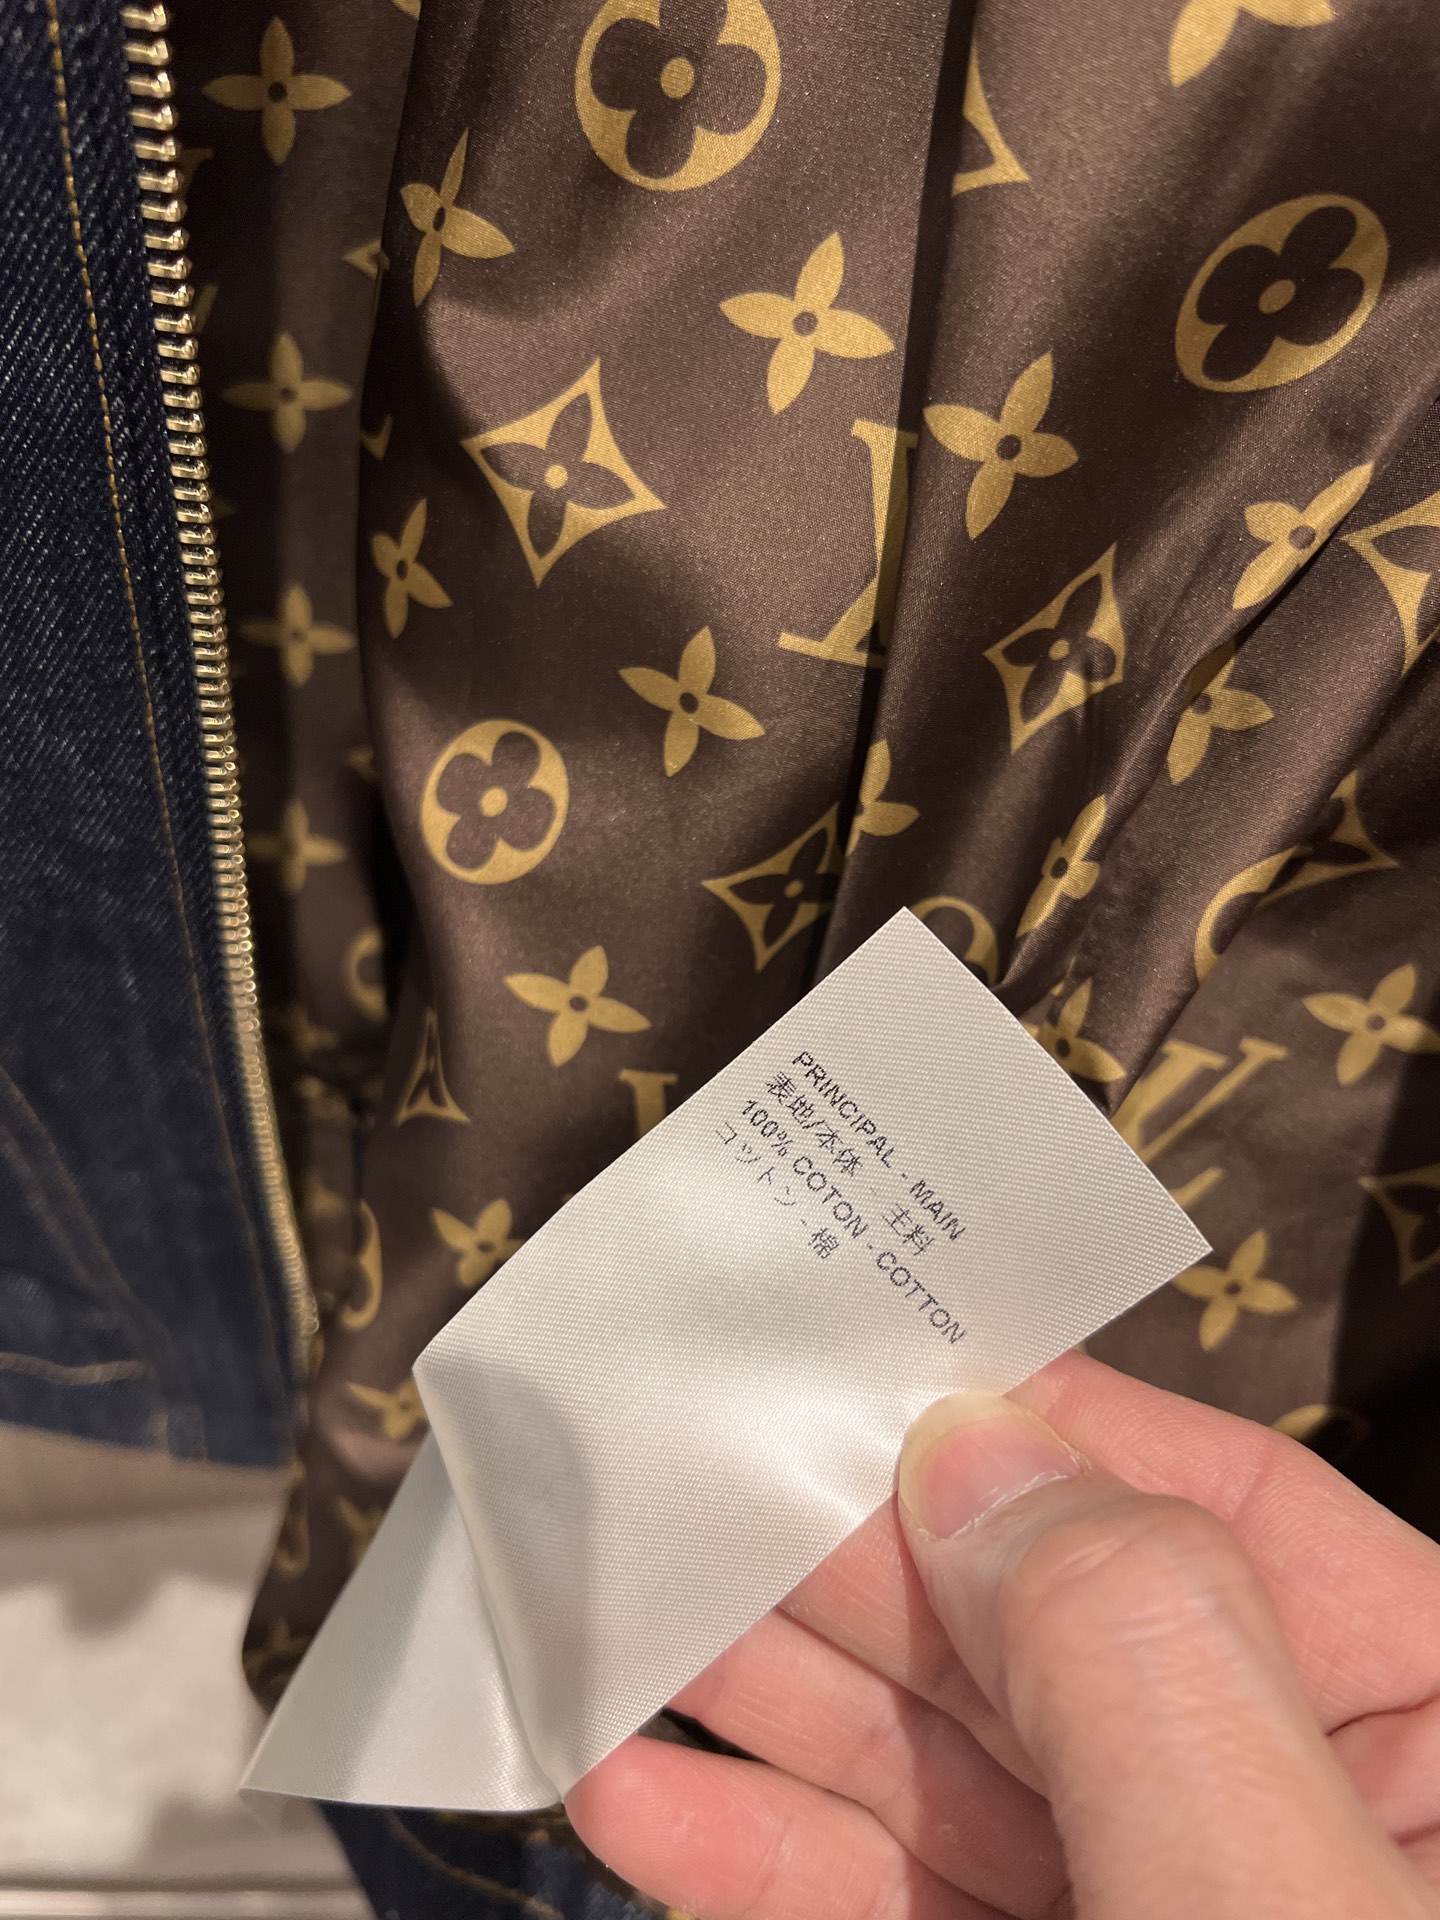 PRINCIPAL - MAIN
表地/本体 - 主料
100% COTON - COTTON
コットン - 棉